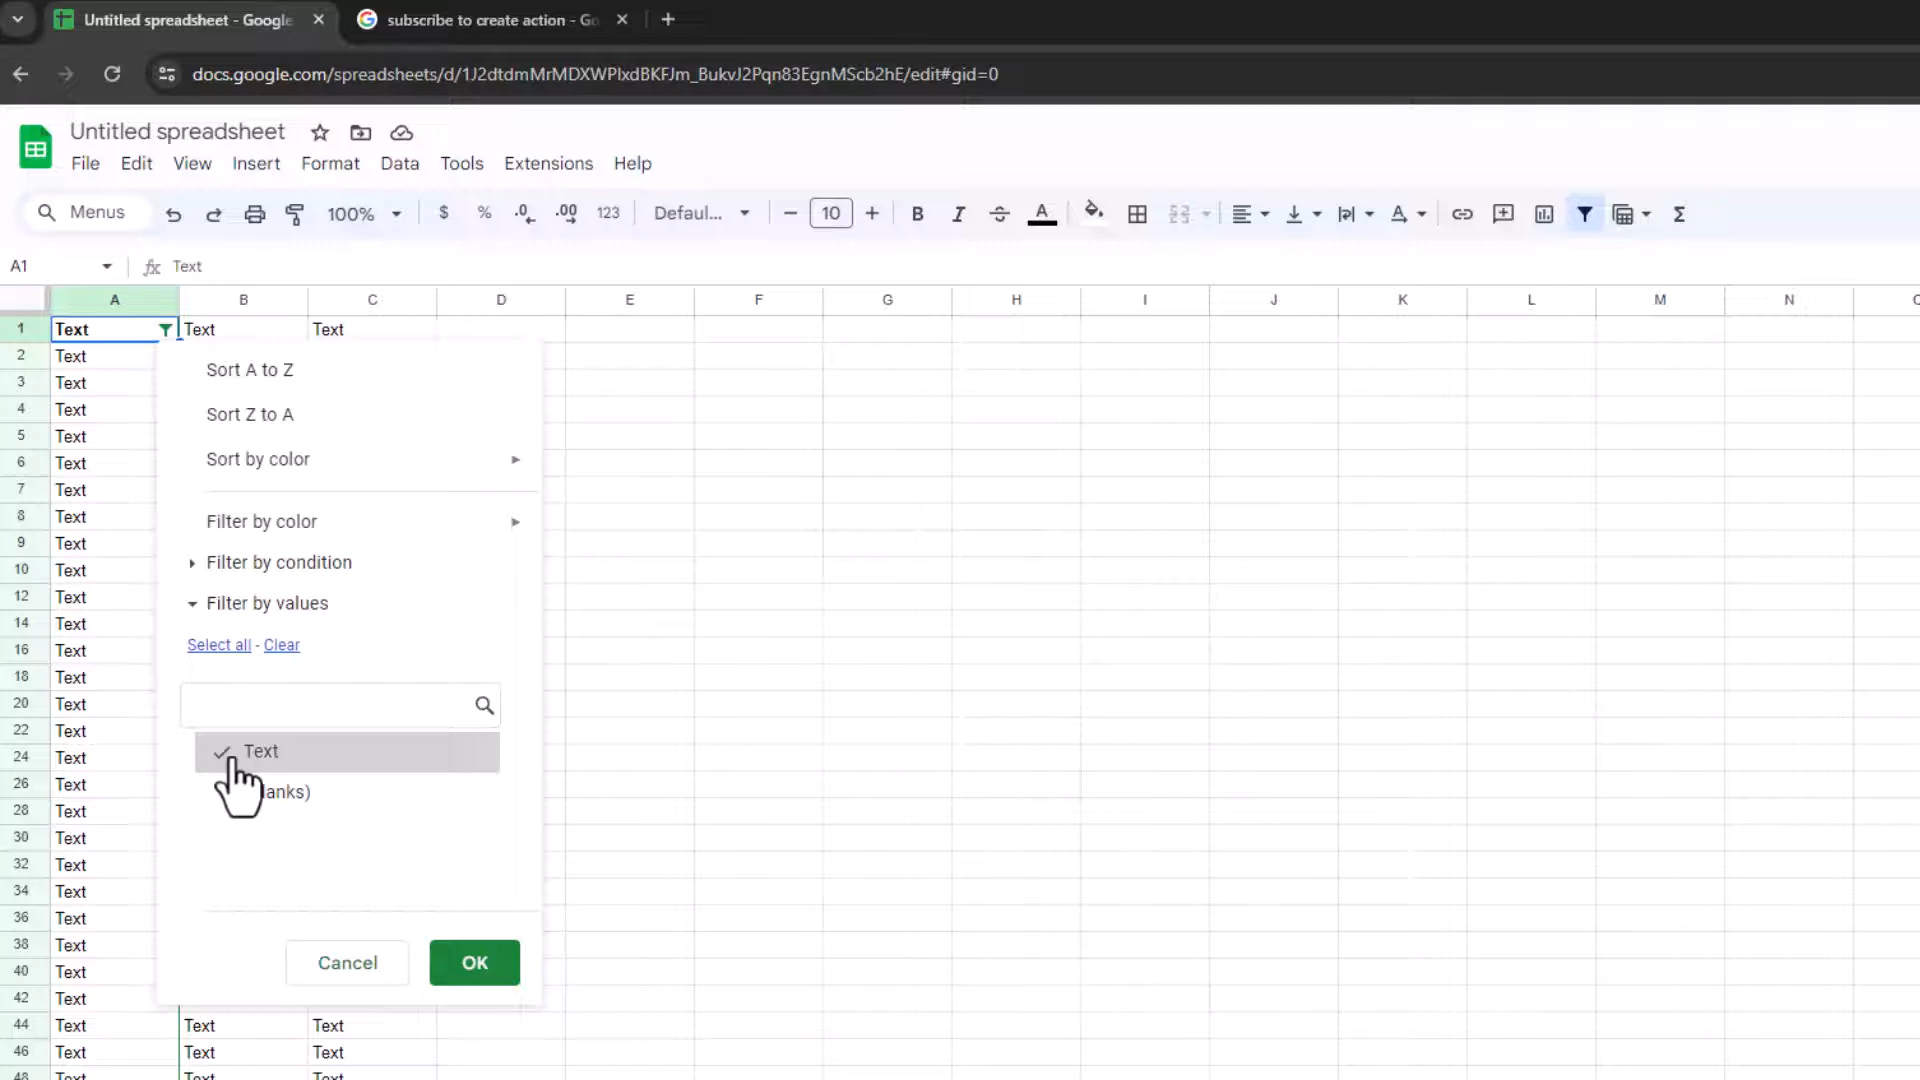 Untitled spreadsheet - Google
subscribe to create action - Go
docs.google.com/spreadsheets/d/1J2dtdmMrMDXWPlxdBKFJm_BukvJ2Pqn83EgnMScb2hE/edit#gid=0
Untitled spreadsheet
File Edit View Insert Format Data Tools Extensions Help
Menus 100% $ % .0 .00 123 Defaul... 10 B I A Σ
A1 fx Text
A B C D E F G H I J K L M N
1 Text Text Text
2 Text
3 Text
4 Text
5 Text
6 Text
7 Text
8 Text
9 Text
10 Text
12 Text
14 Text
16 Text
18 Text
20 Text
22 Text
24 Text
26 Text
28 Text
30 Text
32 Text
34 Text
36 Text
38 Text
40 Text
42 Text
44 Text Text Text
46 Text Text Text
48 Text Text Text
Sort A to Z
Sort Z to A
Sort by color
Filter by color
Filter by condition
Filter by values
Select all - Clear
Text
lanks)
Cancel OK